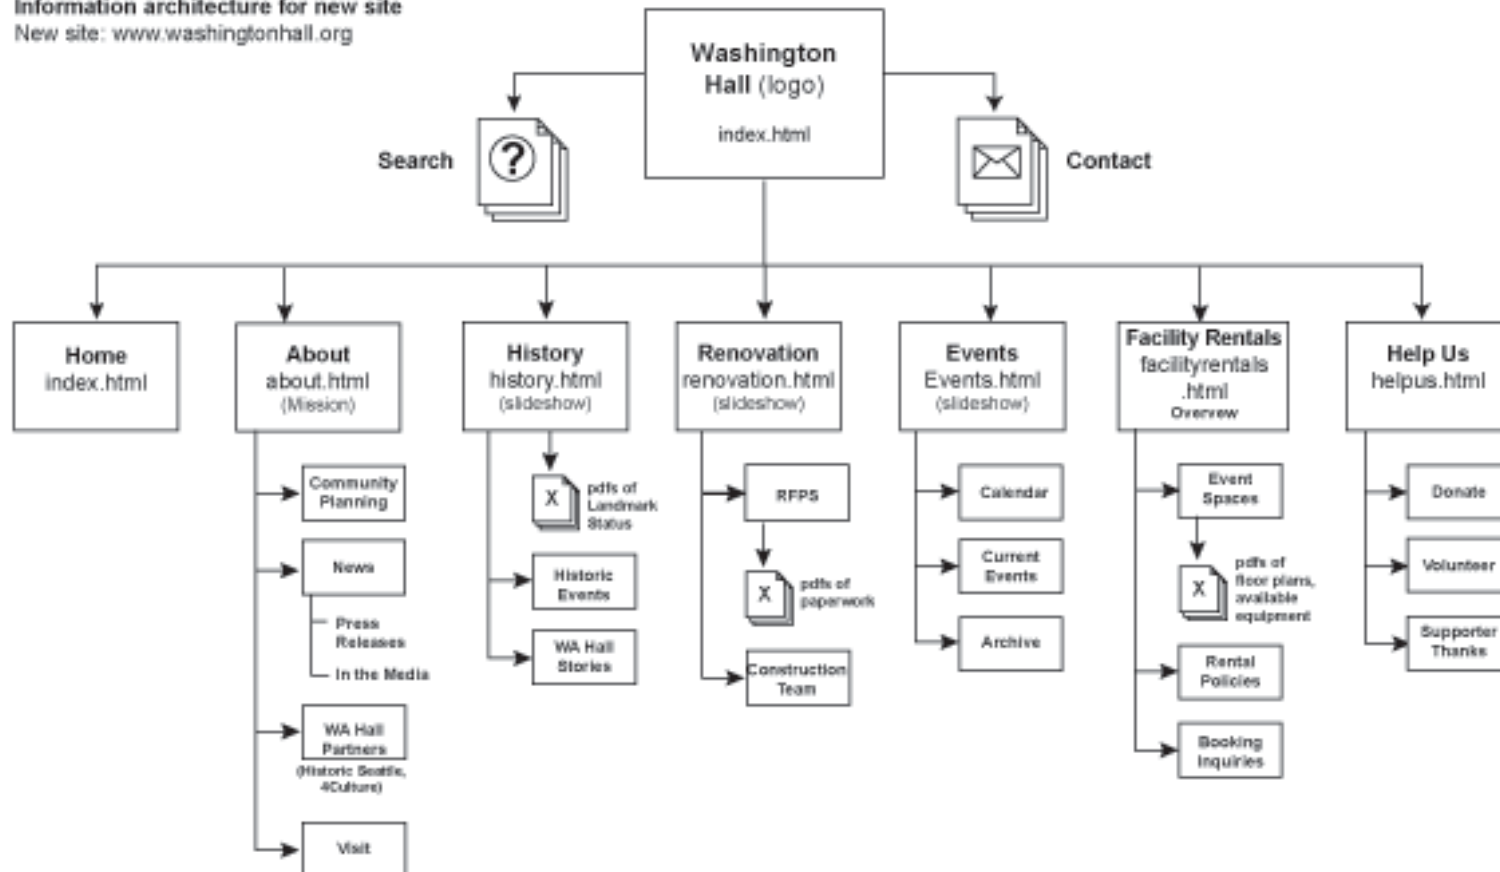 Information architecture for new site
New site: www.washingtonhall.org
Washington
Hall (logo)
index.html
Search
?
Contact
Home
index.html
About
about.html
(Mission)
History
history.html
(slideshow)
Renovation
renovation.html
(slideshow)
Events
Events.html
(slideshow)
Facility Rentals
facilityrentals
.html
Overvew
Help Us
helpus.html
Community
Planning
News
Press
Releases
In the Media
WA Hall
Partners
(Historic Seattle,
4Culture)
Visit
X
pdfs of
Landmark
Status
Historic
Events
WA Hall
Stories
RFPS
X
pdfs of
paperwork
Construction
Team
Calendar
Current
Events
Archive
Event
Spaces
X
pdfs of
floor plans,
available
equipment
Rental
Policies
Booking
Inquiries
Donate
Volunteer
Supporter
Thanks